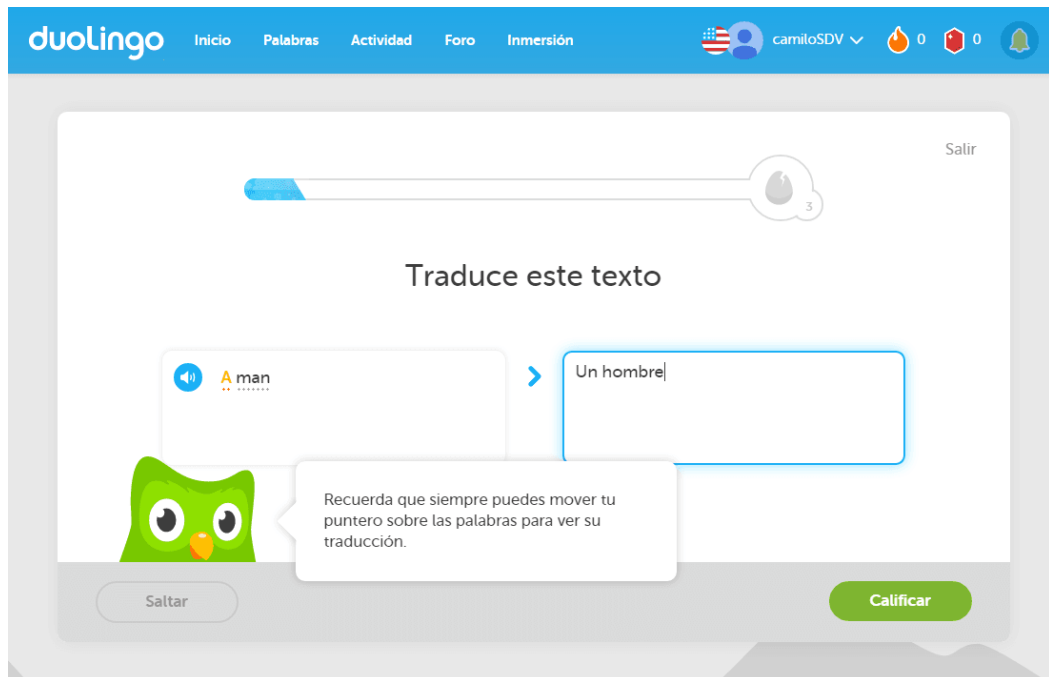 duolingo Inicio Palabras Actividad Foro Inmersión camiloSDV 0 0
Salir
3
Traduce este texto
A man
Un hombre
Recuerda que siempre puedes mover tu
puntero sobre las palabras para ver su
traducción.
Saltar Calificar